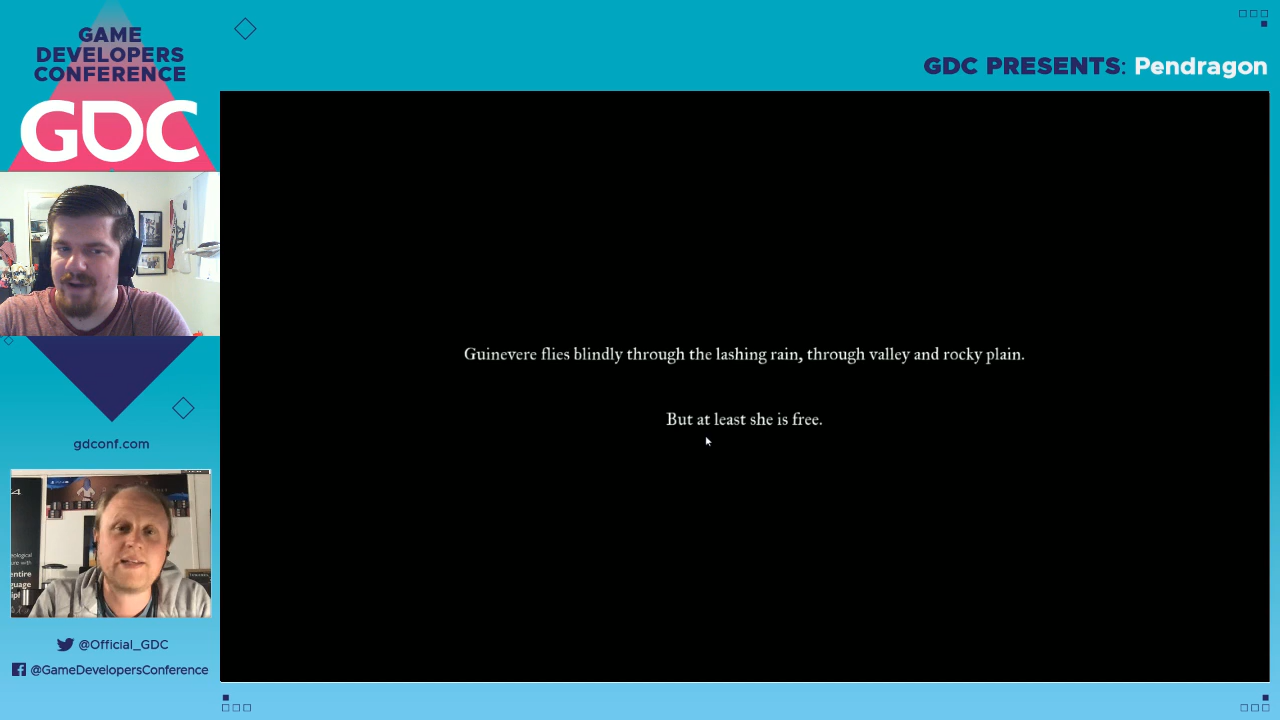 GAME
DEVELOPERS
CONFERENCE
GDC
GDC PRESENTS: Pendragon
Guinevere flies blindly through the lashing rain, through valley and rocky plain.
But at least she is free.
gdconf.com
@Official_GDC
@GameDevelopersConference